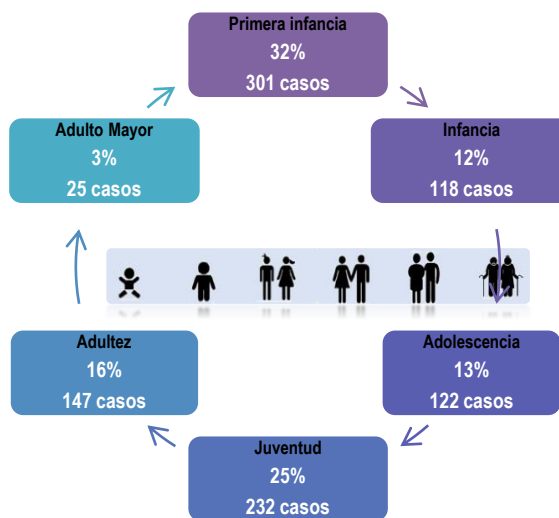 Primera infancia
32%
301 casos
Infancia
12%
118 casos
Adolescencia
13%
122 casos
Juventud
25%
232 casos
Adultez
16%
147 casos
Adulto Mayor
3%
25 casos